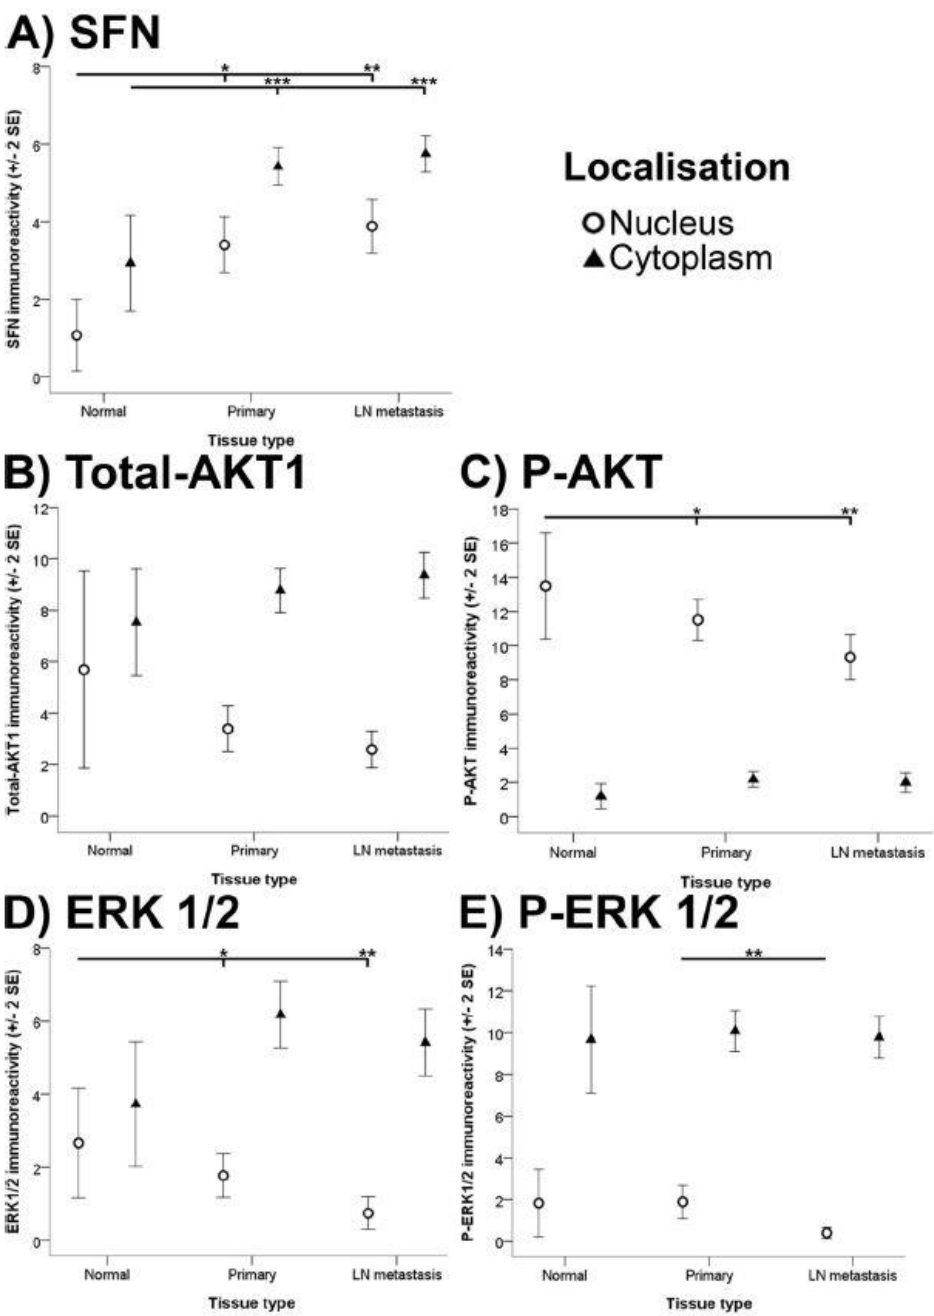 A) SFN
SFN immunoreactivity (+/- 2 SE)
8
6
4
2
0
* **
*** ***
Normal Primary LN metastasis
Tissue type
Localisation
Nucleus
Cytoplasm
B) Total-AKT1
Total-AKT1 immunoreactivity (+/- 2 SE)
12
10
8
6
4
2
0
Normal Primary LN metastasis
Tissue type
C) P-AKT
P-AKT immunoreactivity (+/- 2 SE)
18
16
14
12
10
8
6
4
2
0
* **
Normal Primary LN metastasis
Tissue type
D) ERK 1/2
ERK1/2 immunoreactivity (+/- 2 SE)
8
6
4
2
0
* **
Normal Primary LN metastasis
Tissue type
E) P-ERK 1/2
P-ERK1/2 immunoreactivity (+/- 2 SE)
14
12
10
8
6
4
2
0
**
Normal Primary LN metastasis
Tissue type